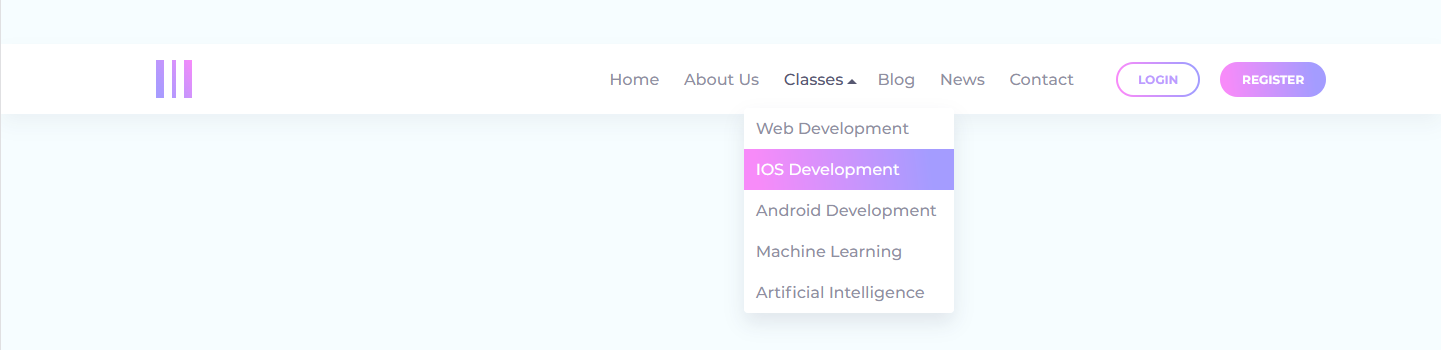 Home About Us Classes Blog News Contact LOGIN REGISTER
Web Development
IOS Development
Android Development
Machine Learning
Artificial Intelligence